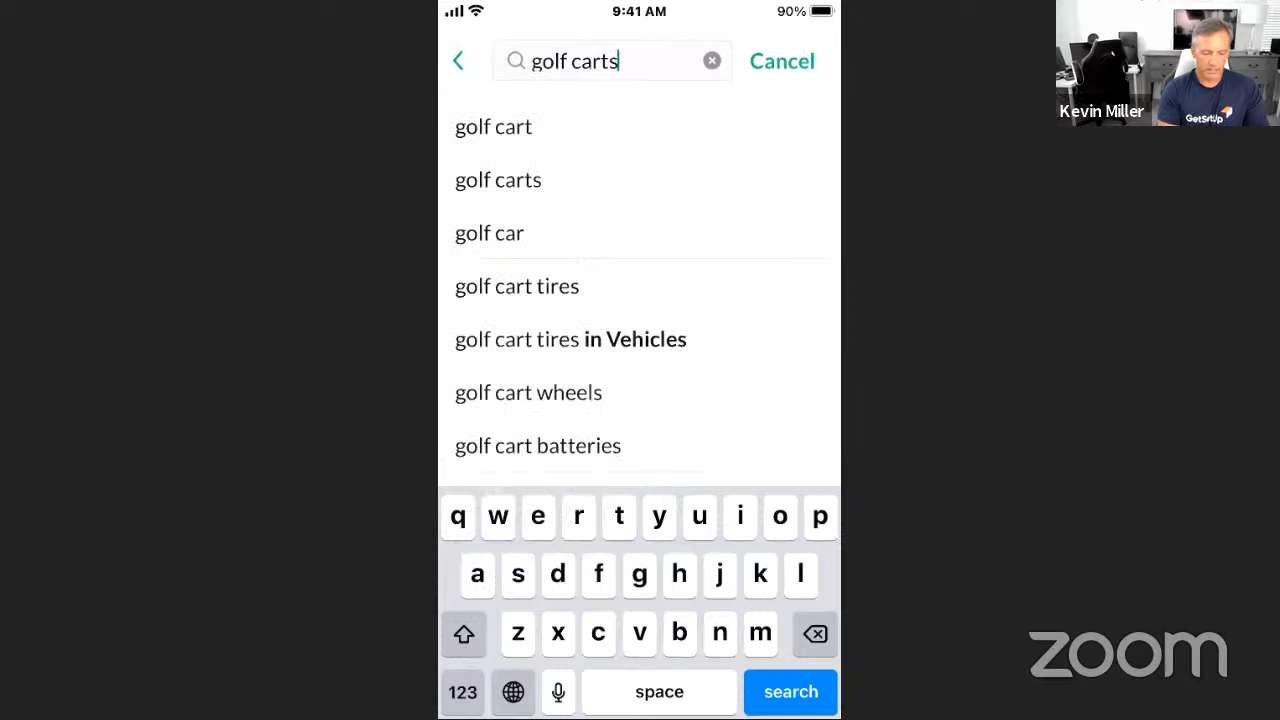 9:41 AM
90%
golf carts
Cancel
golf cart
golf carts
golf car
golf cart tires
golf cart tires in Vehicles
golf cart wheels
golf cart batteries
q w e r t y u i o p
a s d f g h j k l
z x c v b n m
123 space search
Kevin Miller
GetSetUp
zoom